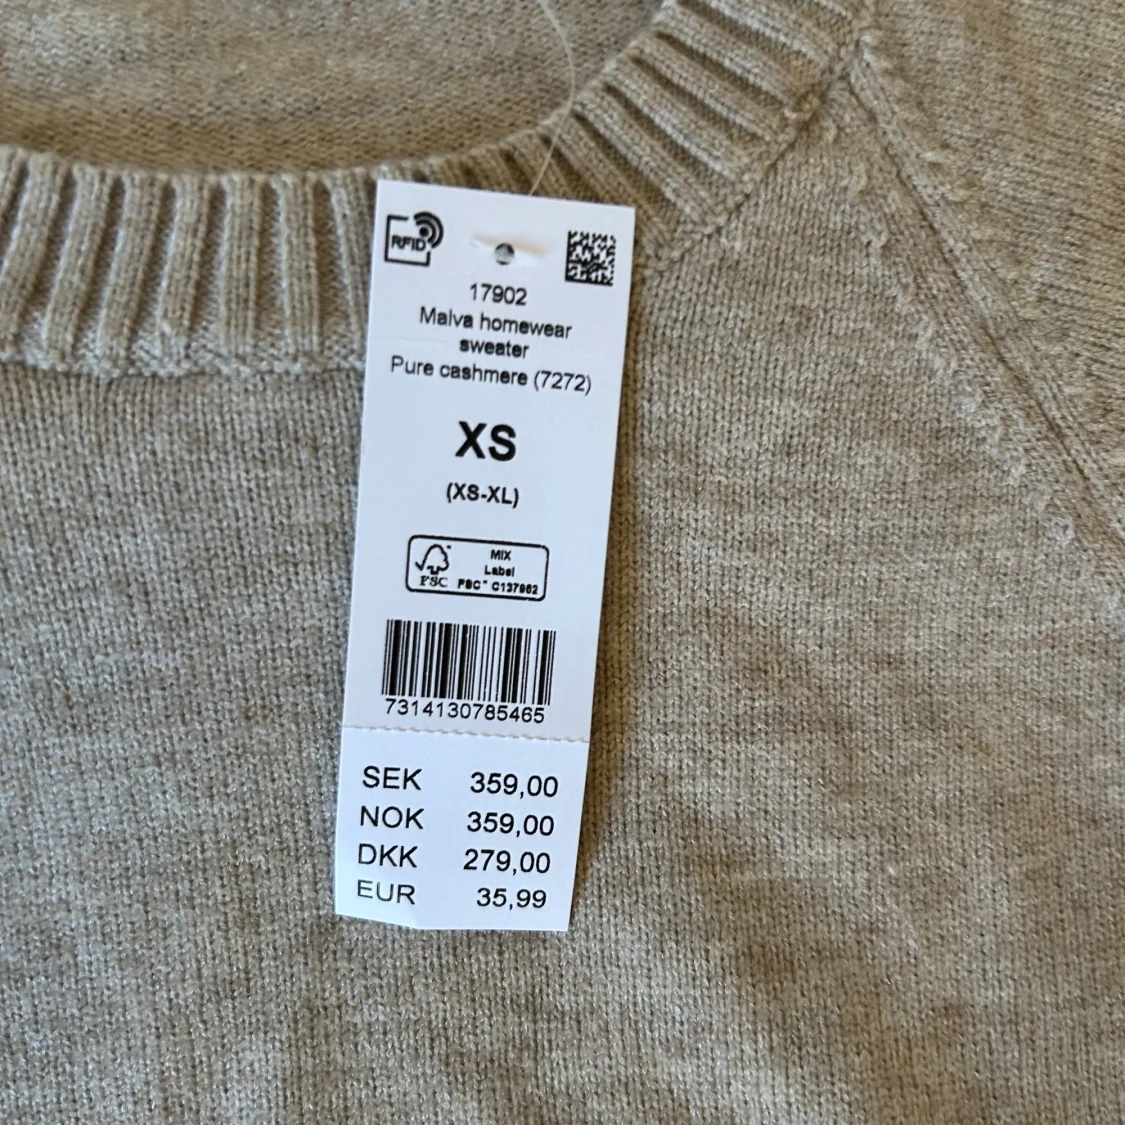 RFID
17902
Malva homewear
sweater
Pure cashmere (7272)
XS
(XS-XL)
FSC
MIX
Label
FSC™ C137962
7314130785465
SEK 359,00
NOK 359,00
DKK 279,00
EUR 35,99